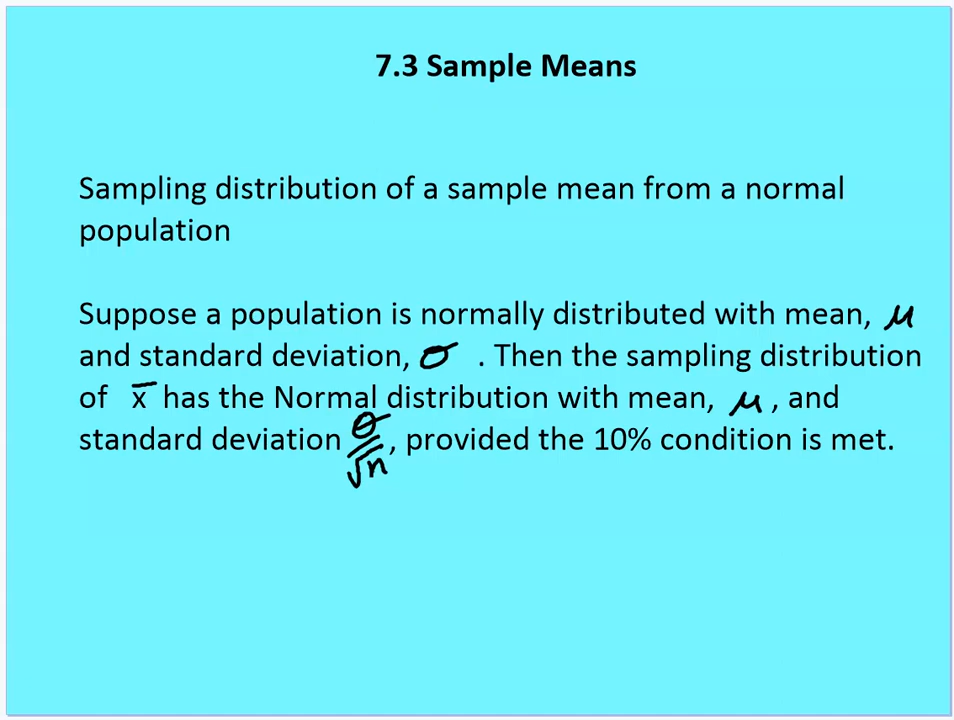 7.3 Sample Means
Sampling distribution of a sample mean from a normal
population
Suppose a population is normally distributed with mean, μ
and standard deviation, σ . Then the sampling distribution
of x̄ has the Normal distribution with mean, μ , and
standard deviation σ/√n , provided the 10% condition is met.